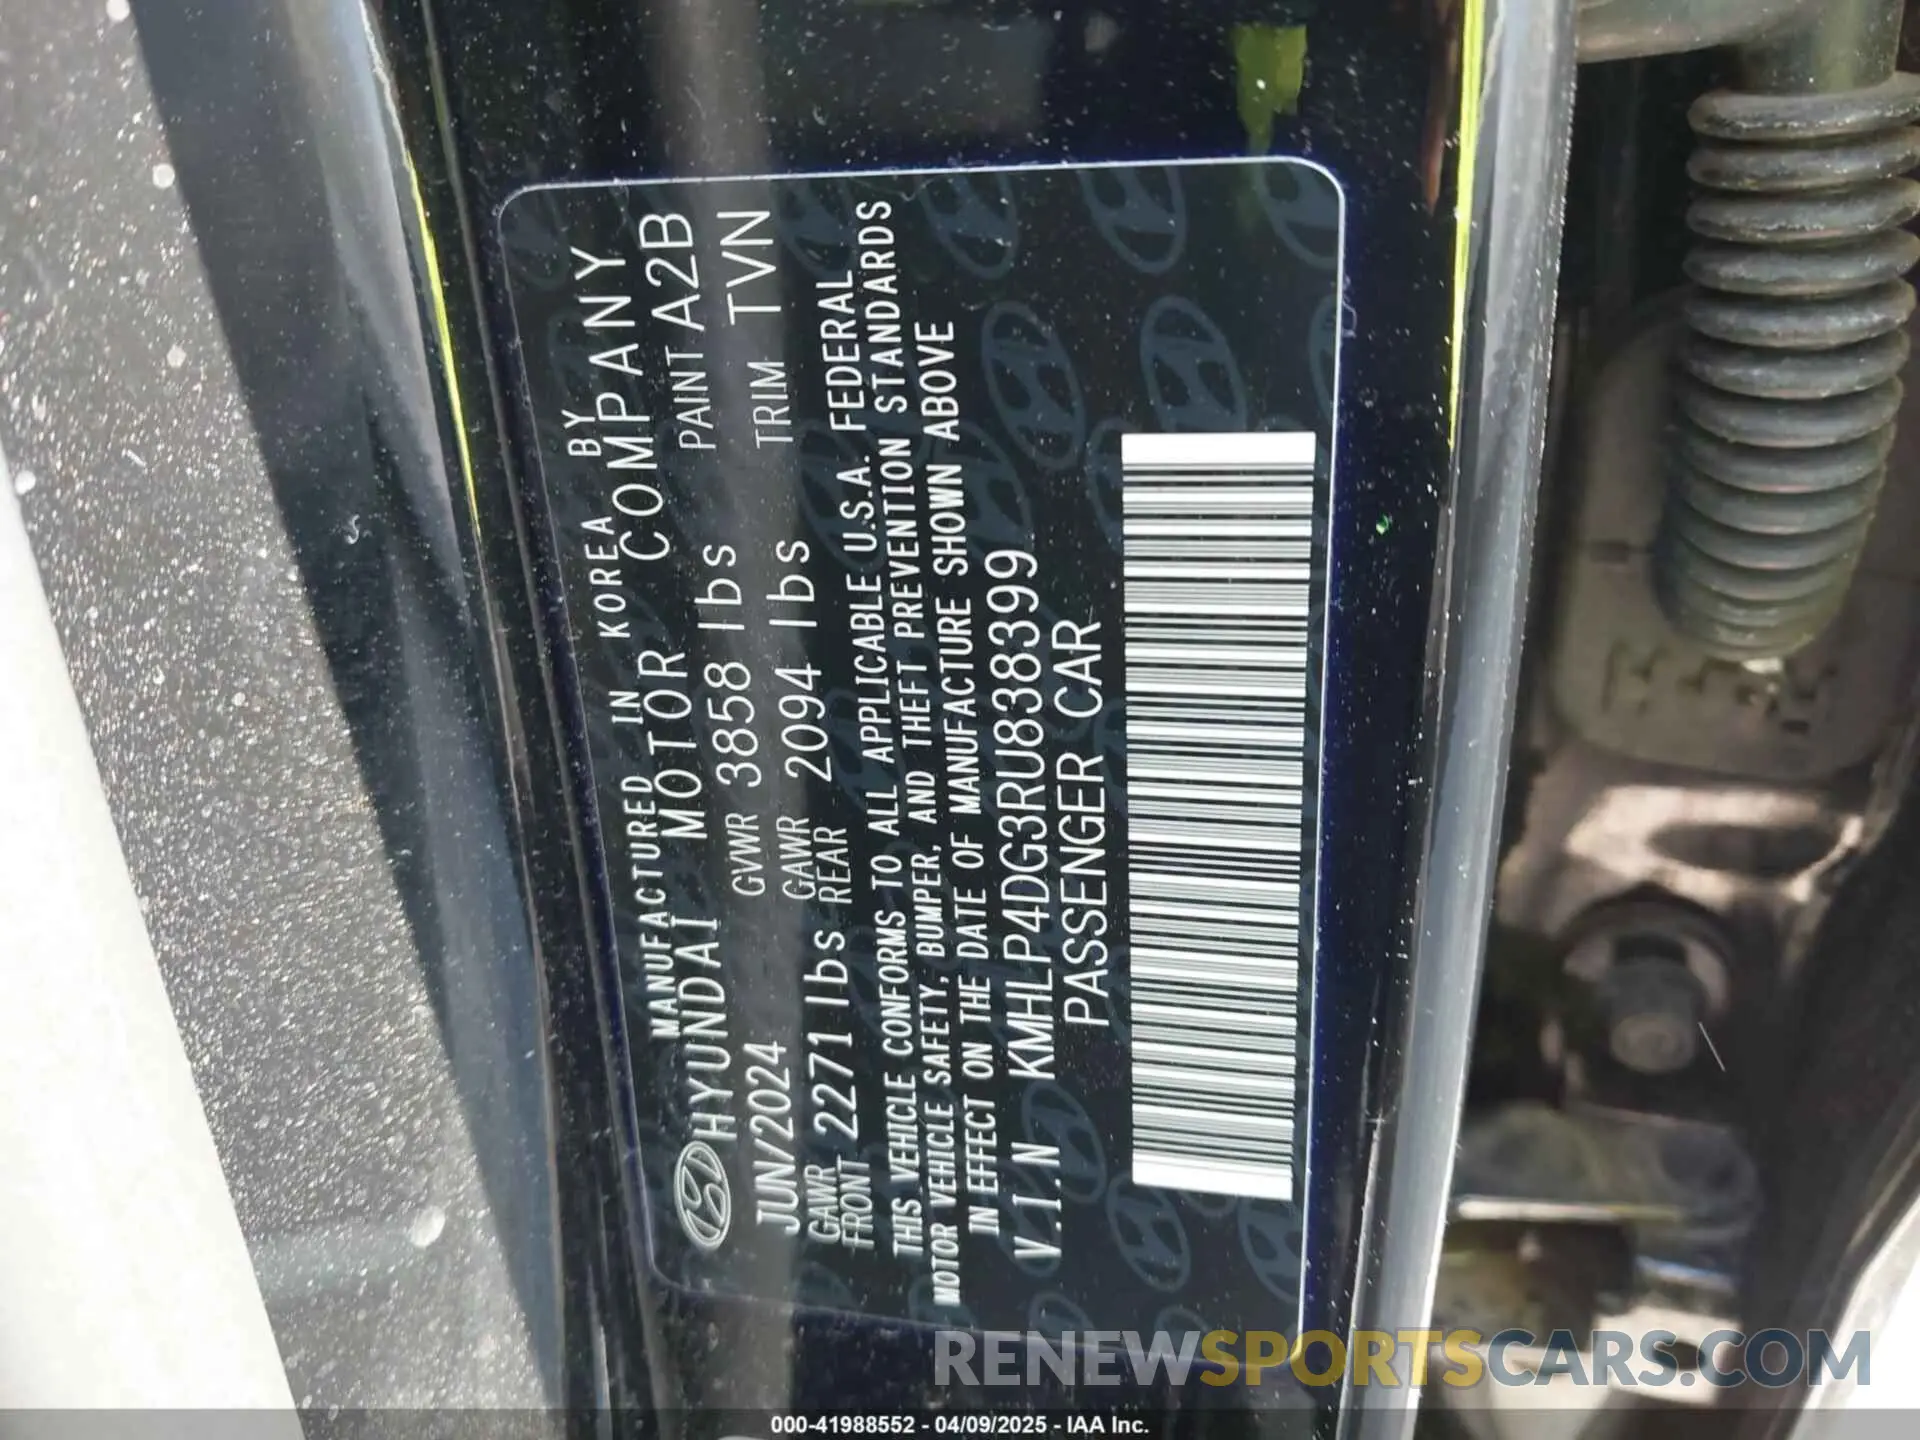 MANUFACTURED IN KOREA BY
HYUNDAI MOTOR COMPANY
JUN/2024 GVWR 3858 lbs PAINT A2B
GAWR FRONT 2271 lbs GAWR REAR 2094 lbs TRIM TVN
THIS VEHICLE CONFORMS TO ALL APPLICABLE U.S.A. FEDERAL
MOTOR VEHICLE SAFETY, BUMPER, AND THEFT PREVENTION STANDARDS
IN EFFECT ON THE DATE OF MANUFACTURE SHOWN ABOVE
V.I.N KMHLP4DG3RU838399
PASSENGER CAR
RENEWSPORTSCARS.COM
000-41988552 - 04/09/2025 - IAA Inc.